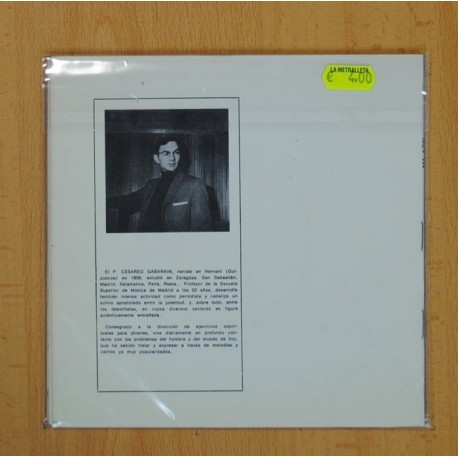 LA METRALLETA
€ 4.00
El P. CESAREO GABARAIN, nacido en Hernani (Gui-
púzcoa) en 1936, estudió en Zaragoza, San Sebastián,
Madrid, Salamanca, París, Roma... Profesor de la Escuela
Superior de Música de Madrid a los 22 años, desarrolla
también intensa actividad como periodista y canaliza un
activo apostolado entre la juventud, y, sobre todo, entre
los deportistas, en cuyos diversos sectores es figura
auténticamente entrañada.
Consagrado a la dirección de ejercicios espiri-
tuales para jóvenes, vive diariamente en profundo con-
tacto con los problemas del hombre y del mundo de hoy,
que ha sabido tratar y expresar a través de melodías y
cantos ya muy popularizados.